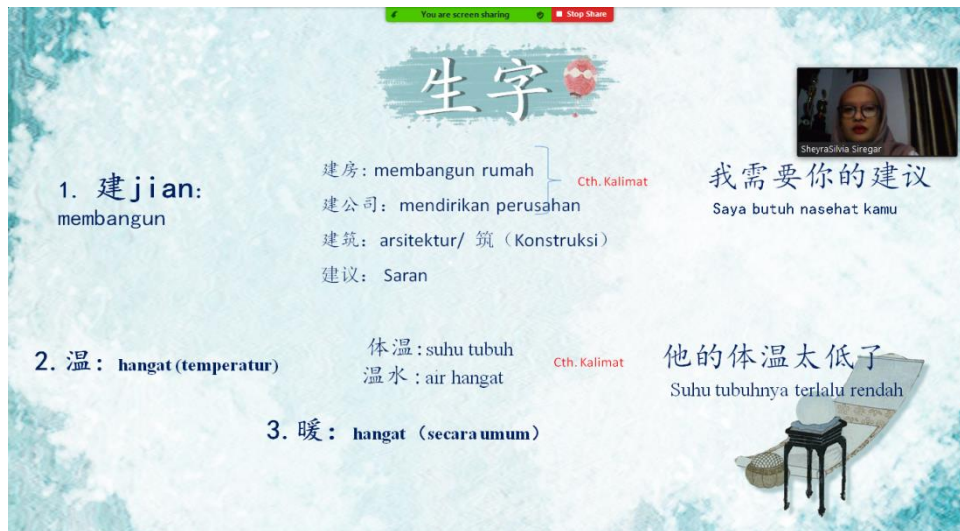 You are screen sharing
Stop Share
生字
SheyraSilvia Siregar
1. 建jian:
membangun
建房: membangun rumah
建公司: mendirikan perusahan
建筑: arsitektur/ 筑（Konstruksi）
建议: Saran
Cth. Kalimat
我需要你的建议
Saya butuh nasehat kamu
2. 温: hangat (temperatur)
体温: suhu tubuh
温水: air hangat
Cth. Kalimat
他的体温太低了
Suhu tubuhnya terlalu rendah
3. 暖: hangat （secara umum）